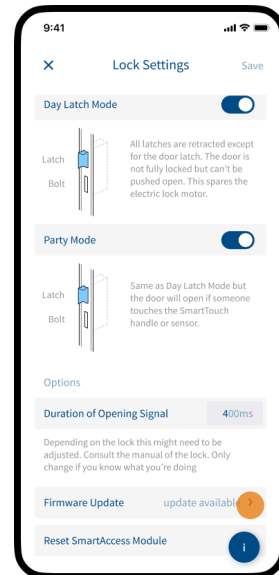 9:41
Lock Settings
Save
Day Latch Mode
All latches are retracted except
for the door latch. The door is
not fully locked but can't be
pushed open. This spares the
electric lock motor.
Latch
Bolt
Party Mode
Same as Day Latch Mode but
the door will open if someone
touches the SmartTouch
handle or sensor.
Latch
Bolt
Options
Duration of Opening Signal
400ms
Depending on the lock this might need to be
adjusted. Consult the manual of the lock. Only
change if you know what you're doing
Firmware Update
update available
Reset SmartAccess Module
i